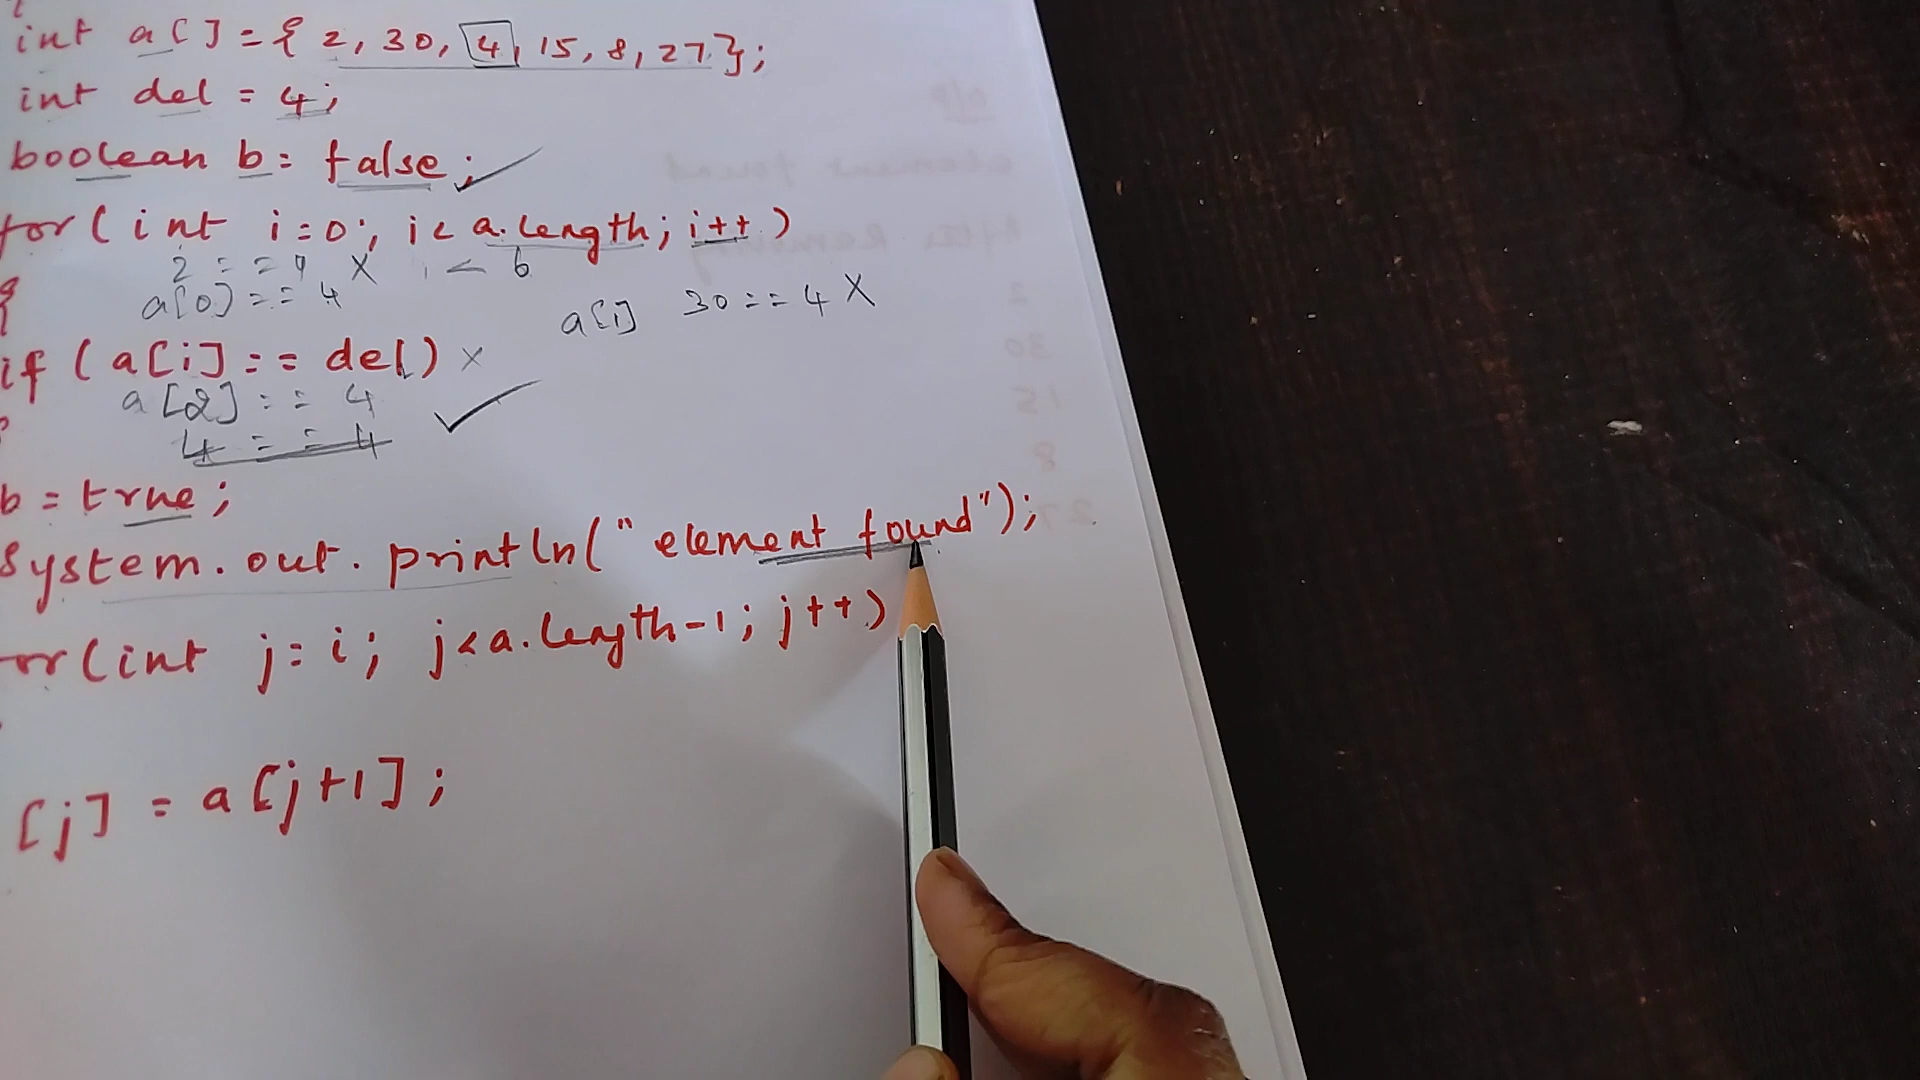 int a[] = { 2, 30, 4, 15, 8, 27 };
int del = 4;
boolean b = false;
for( int i=0; i < a.length; i++ )
2 == 4 X < 6
a[0] == 4
a[1] 30 == 4 X
{
if ( a[i] == del) X
a[2] == 4
4 == 4
b = true;
System.out.println(" element found");
or(int j=i; j<a.length-1; j++)
[j] = a[j+1];